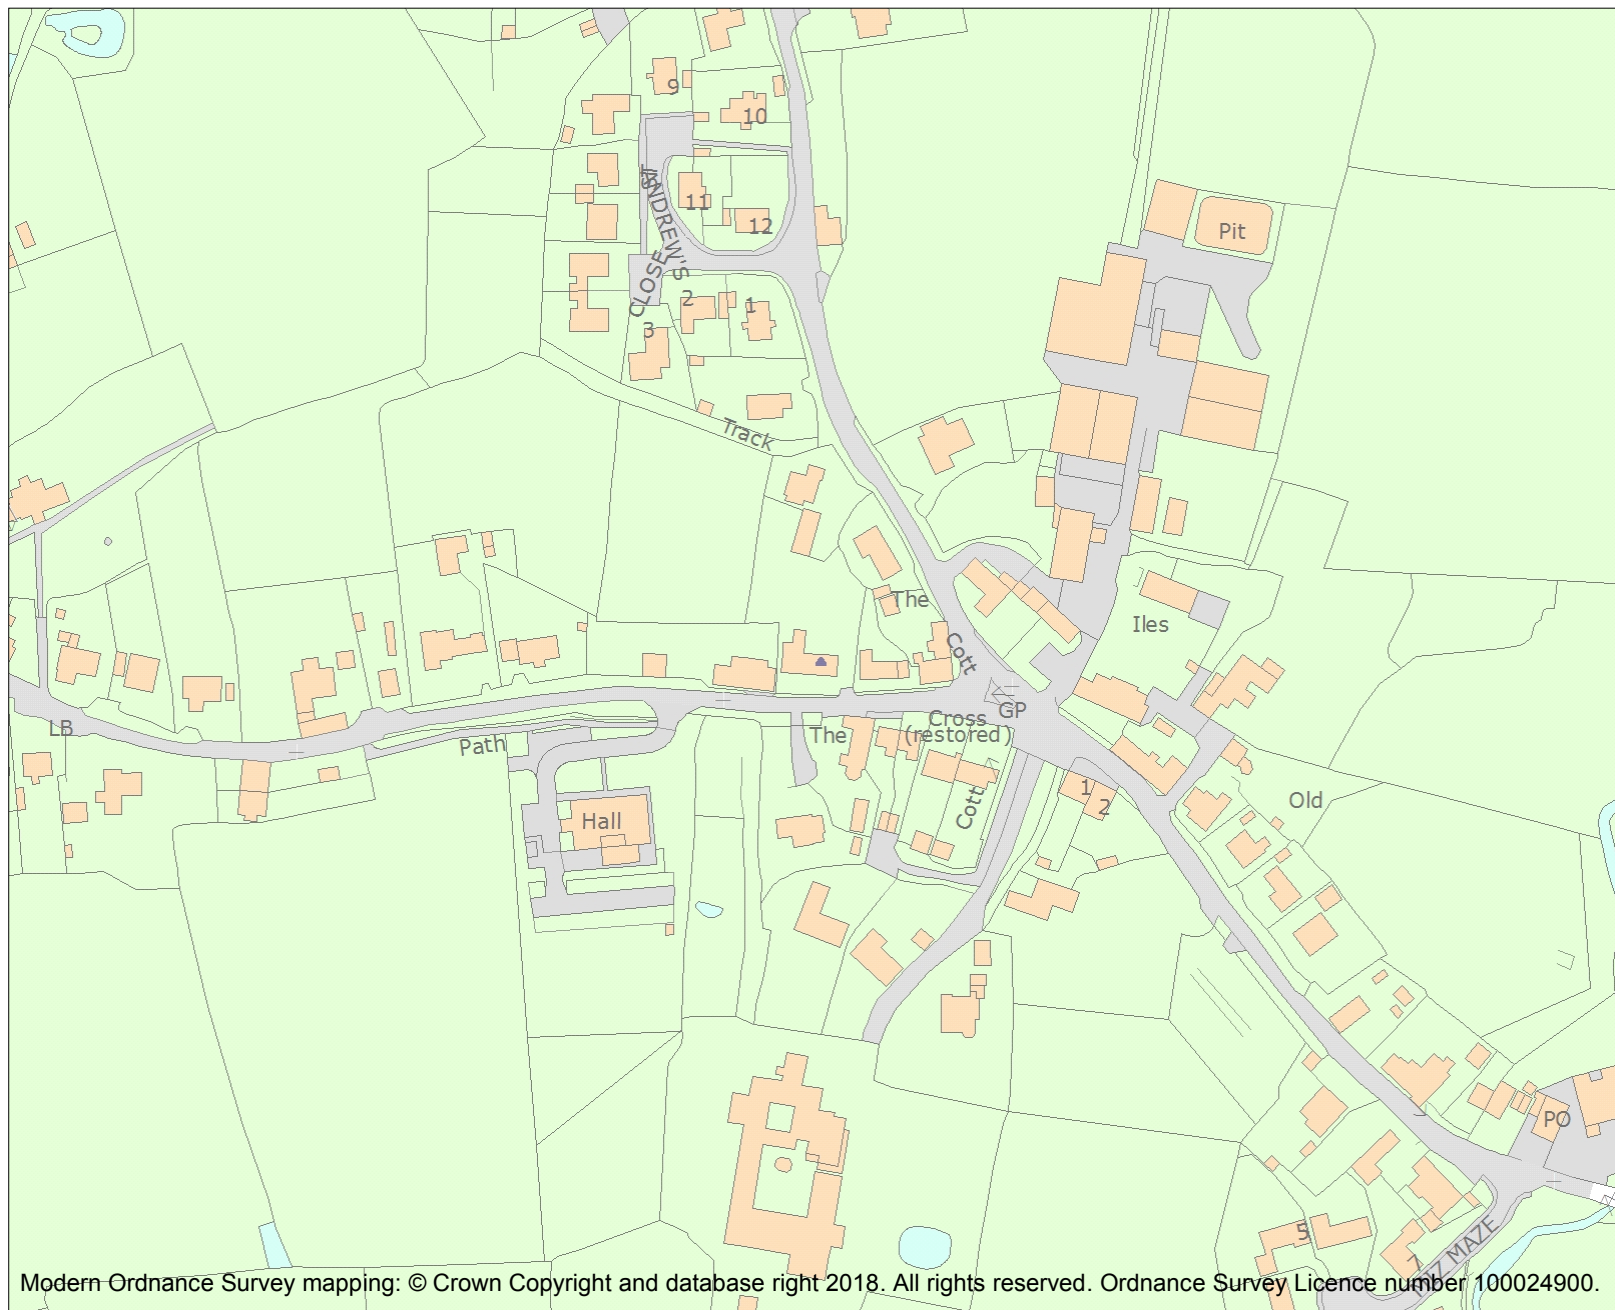 9
10
ST
ANDREW'S
CLOSE
11
12
Pit
2
1
3
Track
The
Cott
Iles
LB
Path
GP
Cross
(restored)
The
Cott
1
2
Hall
Old
PO
5
7
MAZE
Modern Ordnance Survey mapping: © Crown Copyright and database right 2018. All rights reserved. Ordnance Survey Licence number 100024900.